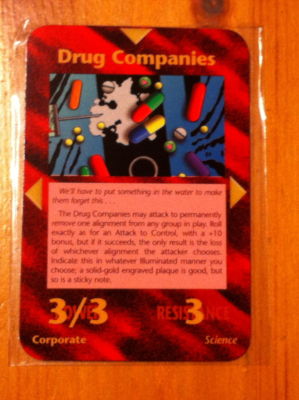 Drug Companies
We'll have to put something in the water to make
them forget this . . .
The Drug Companies may attack to permanently
remove one alignment from any group in play. Roll
exactly as for an Attack to Control, with a +10
bonus, but if it succeeds, the only result is the loss
of whichever alignment the attacker chooses.
Indicate this in whatever Illuminated manner you
choose; a solid-gold engraved plaque is good, but
so is a sticky note.
POWER 3/3 RESISTANCE 3
Corporate Science